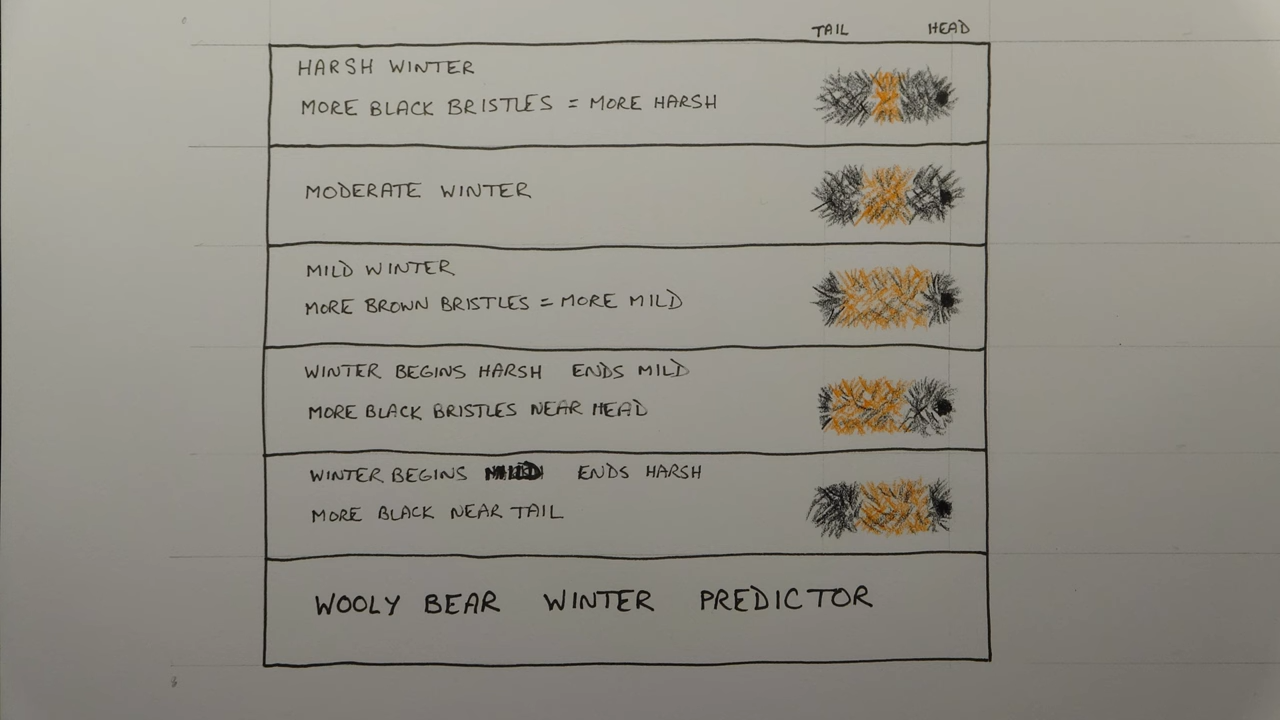 TAIL HEAD
HARSH WINTER
MORE BLACK BRISTLES = MORE HARSH
MODERATE WINTER
MILD WINTER
MORE BROWN BRISTLES = MORE MILD
WINTER BEGINS HARSH ENDS MILD
MORE BLACK BRISTLES NEAR HEAD
WINTER BEGINS MILD ENDS HARSH
MORE BLACK NEAR TAIL
WOOLY BEAR WINTER PREDICTOR